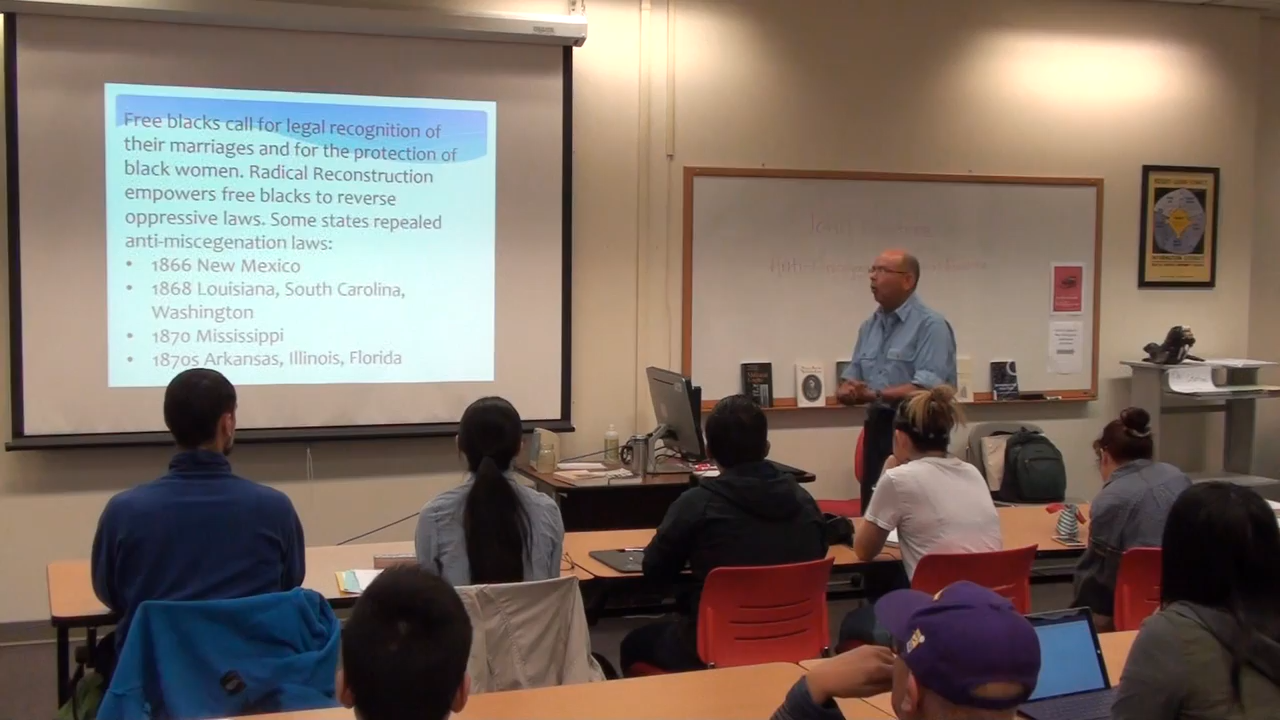 Free blacks call for legal recognition of
their marriages and for the protection of
black women. Radical Reconstruction
empowers free blacks to reverse
oppressive laws. Some states repealed
anti-miscegenation laws:
• 1866 New Mexico
• 1868 Louisiana, South Carolina,
Washington
• 1870 Mississippi
• 1870s Arkansas, Illinois, Florida